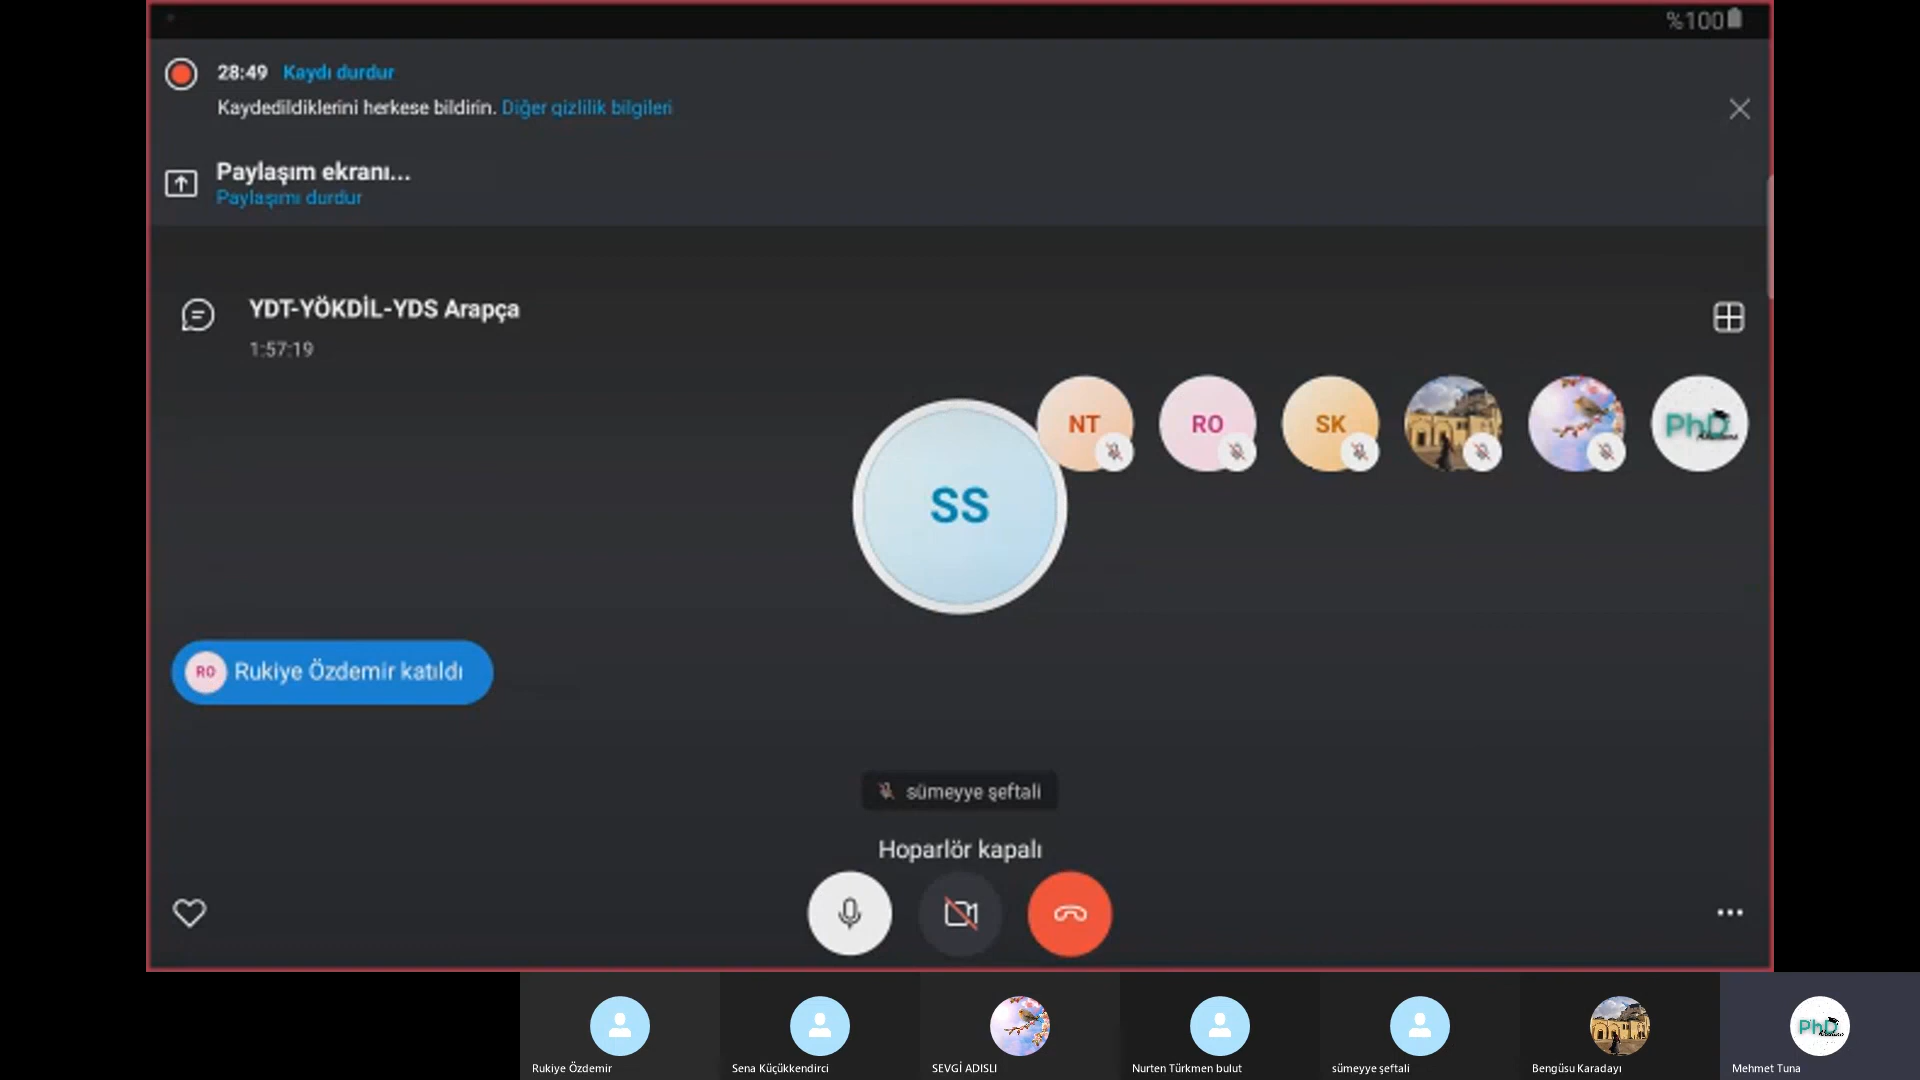 %100
28:49 Kaydı durdur
Kaydedildiklerini herkese bildirin. Diğer gizlilik bilgileri
Paylaşım ekranı...
Paylaşımı durdur
YDT-YÖKDİL-YDS Arapça
1:57:19
NT
RO
SK
PhD
SS
RO Rukiye Özdemir katıldı
sümeyye şeftali
Hoparlör kapalı
PhD
Rukiye Özdemir
Sena Küçükkendirci
SEVGİ ADISLI
Nurten Türkmen bulut
sümeyye şeftali
Bengüsu Karadayı
Mehmet Tuna